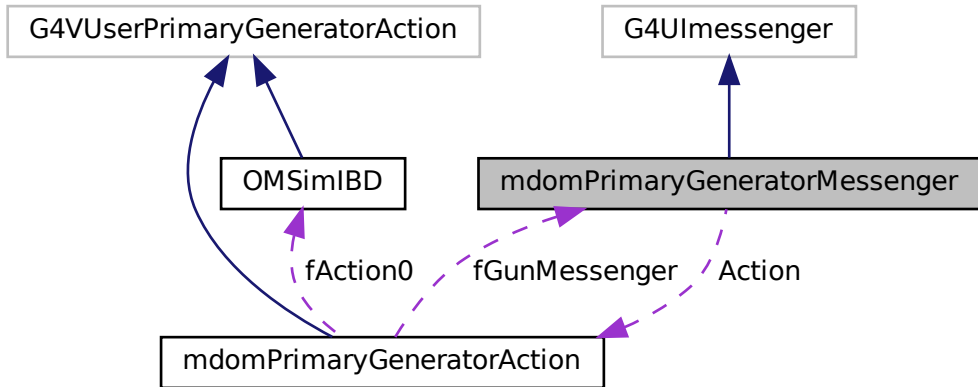 G4VUserPrimaryGeneratorAction
G4UImessenger
OMSimIBD
mdomPrimaryGeneratorMessenger
fAction0
fGunMessenger
Action
mdomPrimaryGeneratorAction